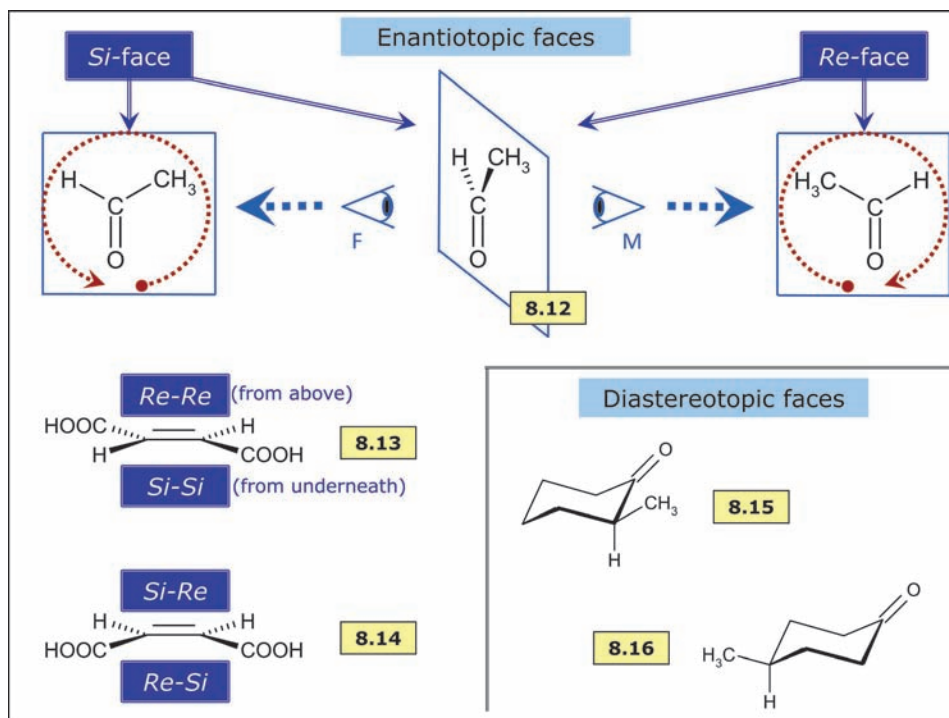 Enantiotopic faces
Si-face
Re-face
H
CH3
C
O
F
H
CH3
C
O
M
H3C
H
C
O
8.12
Re-Re (from above)
HOOC
H
H
COOH
8.13
Si-Si (from underneath)
Si-Re
H
H
HOOC
COOH
8.14
Re-Si
Diastereotopic faces
O
CH3
H
8.15
8.16
O
H3C
H